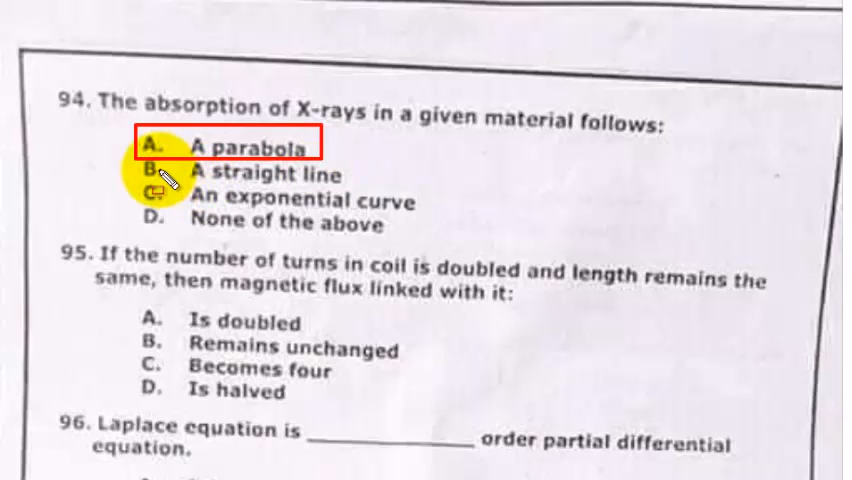 94. The absorption of X-rays in a given material follows:
A. A parabola
B. A straight line
C. An exponential curve
D. None of the above
95. If the number of turns in coil is doubled and length remains the
same, then magnetic flux linked with it:
A. Is doubled
B. Remains unchanged
C. Becomes four
D. Is halved
96. Laplace equation is ____________ order partial differential
equation.